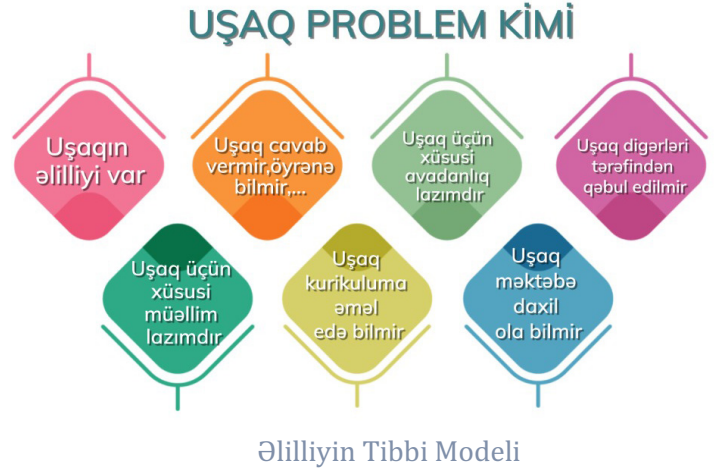 UŞAQ PROBLEM KİMİ
Uşaqın
əlilliyi var
Uşaq cavab
vermir,öyrənə
bilmir,...
Uşaq üçün
xüsusi
avadanlıq
lazımdır
Uşaq digərləri
tərəfindən
qəbul edilmir
Uşaq üçün
xüsusi
müəllim
lazımdır
Uşaq
kurikuluma
əməl
edə bilmir
Uşaq
məktəbə
daxil
ola bilmir
Əlilliyin Tibbi Modeli